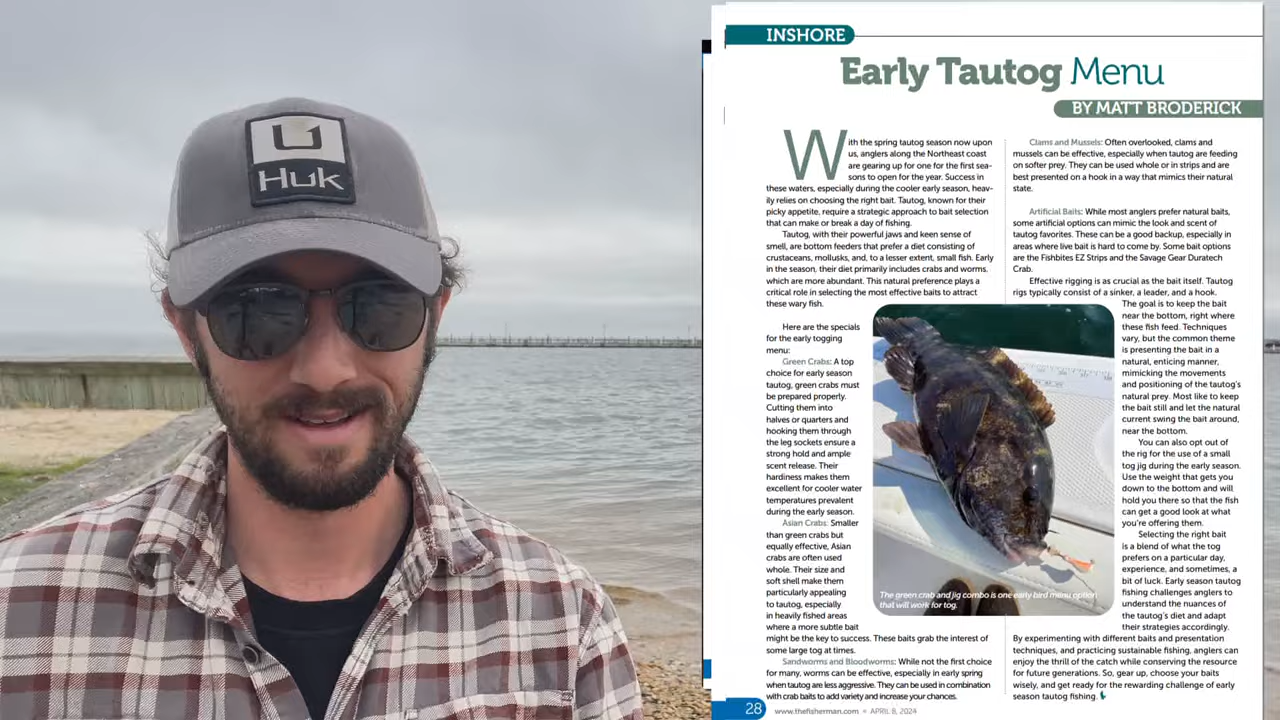 U
HUK
INSHORE
Early Tautog Menu
BY MATT BRODERICK
With the spring tautog season now upon
us, anglers along the Northeast coast
are gearing up for one for the first sea-
sons to open for the year. Success in
these waters, especially during the cooler early season, heav-
ily relies on choosing the right bait. Tautog, known for their
picky appetite, require a strategic approach to bait selection
that can make or break a day of fishing.
Tautog, with their powerful jaws and keen sense of
smell, are bottom feeders that prefer a diet consisting of
crustaceans, mollusks, and, to a lesser extent, small fish. Early
in the season, their diet primarily includes crabs and worms,
which are more abundant. This natural preference plays a
critical role in selecting the most effective baits to attract
these wary fish.
Here are the specials
for the early togging
menu:
Green Crabs: A top
choice for early season
tautog, green crabs must
be prepared properly.
Cutting them into
halves or quarters and
hooking them through
the leg sockets ensure a
strong hold and ample
scent release. Their
hardiness makes them
excellent for cooler water
temperatures prevalent
during the early season.
Asian Crabs: Smaller
than green crabs but
equally effective, Asian
crabs are often used
whole. Their size and
soft shell make them
particularly appealing
to tautog, especially
in heavily fished areas
where a more subtle bait
might be the key to success. These baits grab the interest of
some large tog at times.
Sandworms and Bloodworms: While not the first choice
for many, worms can be effective, especially in early spring
when tautog are less aggressive. They can be used in combination
with crab baits to add variety and increase your chances.
Clams and Mussels: Often overlooked, clams and
mussels can be effective, especially when tautog are feeding
on softer prey. They can be used whole or in strips and are
best presented on a hook in a way that mimics their natural
state.
Artificial Baits: While most anglers prefer natural baits,
some artificial options can mimic the look and scent of
tautog favorites. These can be a good backup, especially in
areas where live bait is hard to come by. Some bait options
are the Fishbites EZ Strips and the Savage Gear Duratech
Crab.
Effective rigging is as crucial as the bait itself. Tautog
rigs typically consist of a sinker, a leader, and a hook.
The goal is to keep the bait
near the bottom, right where
these fish feed. Techniques
vary, but the common theme
is presenting the bait in a
natural, enticing manner,
mimicking the movements
and positioning of the tautog's
natural prey. Most like to keep
the bait still and let the natural
current swing the bait around,
near the bottom.
You can also opt out of
the rig for the use of a small
tog jig during the early season.
Use the weight that gets you
down to the bottom and will
hold you there so that the fish
can get a good look at what
you're offering them.
Selecting the right bait
is a blend of what the tog
prefers on a particular day,
experience, and sometimes, a
bit of luck. Early season tautog
fishing challenges anglers to
understand the nuances of
the tautog's diet and adapt
their strategies accordingly.
By experimenting with different baits and presentation
techniques, and practicing sustainable fishing, anglers can
enjoy the thrill of the catch while conserving the resource
for future generations. So, gear up, choose your baits
wisely, and get ready for the rewarding challenge of early
season tautog fishing.
The green crab and jig combo is one early bird menu option
that will work for tog.
28 www.thefisherman.com • APRIL 8, 2024